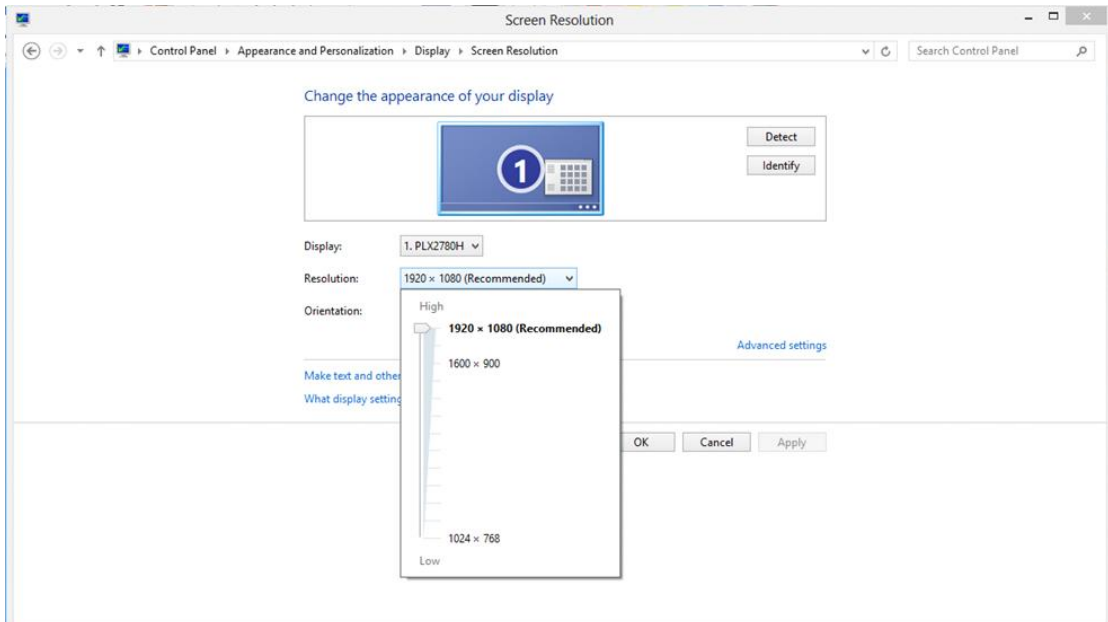 Screen Resolution
Control Panel Appearance and Personalization Display Screen Resolution Search Control Panel
Change the appearance of your display
1
Detect
Identify
Display: 1. PLX2780H
Resolution: 1920 × 1080 (Recommended)
Orientation:
High
1920 × 1080 (Recommended)
1600 × 900
1024 × 768
Low
Advanced settings
Make text and other
What display setting
OK Cancel Apply